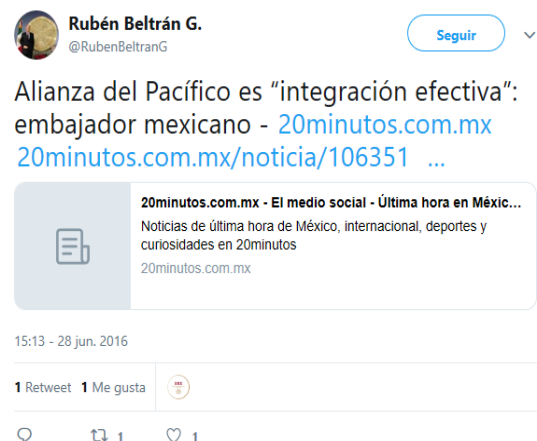 Rubén Beltrán G.
@RubenBeltranG
Seguir
Alianza del Pacífico es “integración efectiva”:
embajador mexicano - 20minutos.com.mx
20minutos.com.mx/noticia/106351 ...
20minutos.com.mx - El medio social - Última hora en Méxic...
Noticias de última hora de México, internacional, deportes y
curiosidades en 20minutos
20minutos.com.mx
15:13 - 28 jun. 2016
1 Retweet 1 Me gusta
1 1